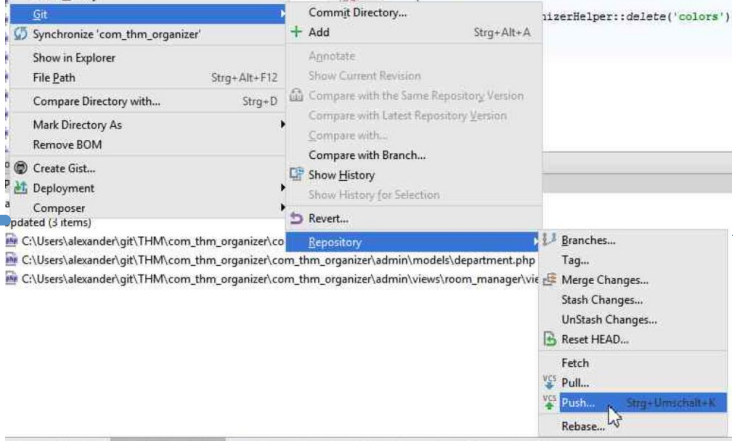 Git
Synchronize 'com_thm_organizer'
Show in Explorer
File Path Strg+Alt+F12
Compare Directory with... Strg+D
Mark Directory As
Remove BOM
Create Gist...
Deployment
Composer
Commit Directory...
Add Strg+Alt+A
Annotate
Show Current Revision
Compare with the Same Repository Version
Compare with Latest Repository Version
Compare with...
Compare with Branch...
Show History
Show History for Selection
Revert...
Repository
Branches...
Tag...
Merge Changes...
Stash Changes...
UnStash Changes...
Reset HEAD...
Fetch
VCS Pull...
VCS Push... Strg+Umschalt+K
Rebase...
nizerHelper::delete('colors')
pdated (3 items)
C:\Users\alexander\git\THM\com_thm_organizer\co
C:\Users\alexander\git\THM\com_thm_organizer\com_thm_organizer\admin\models\department.php
C:\Users\alexander\git\THM\com_thm_organizer\com_thm_organizer\admin\views\room_manager\vie